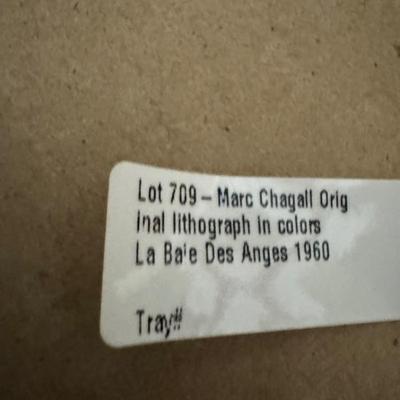 Lot 709 – Marc Chagall Orig
inal lithograph in colors
La Baie Des Anges 1960
Tray#